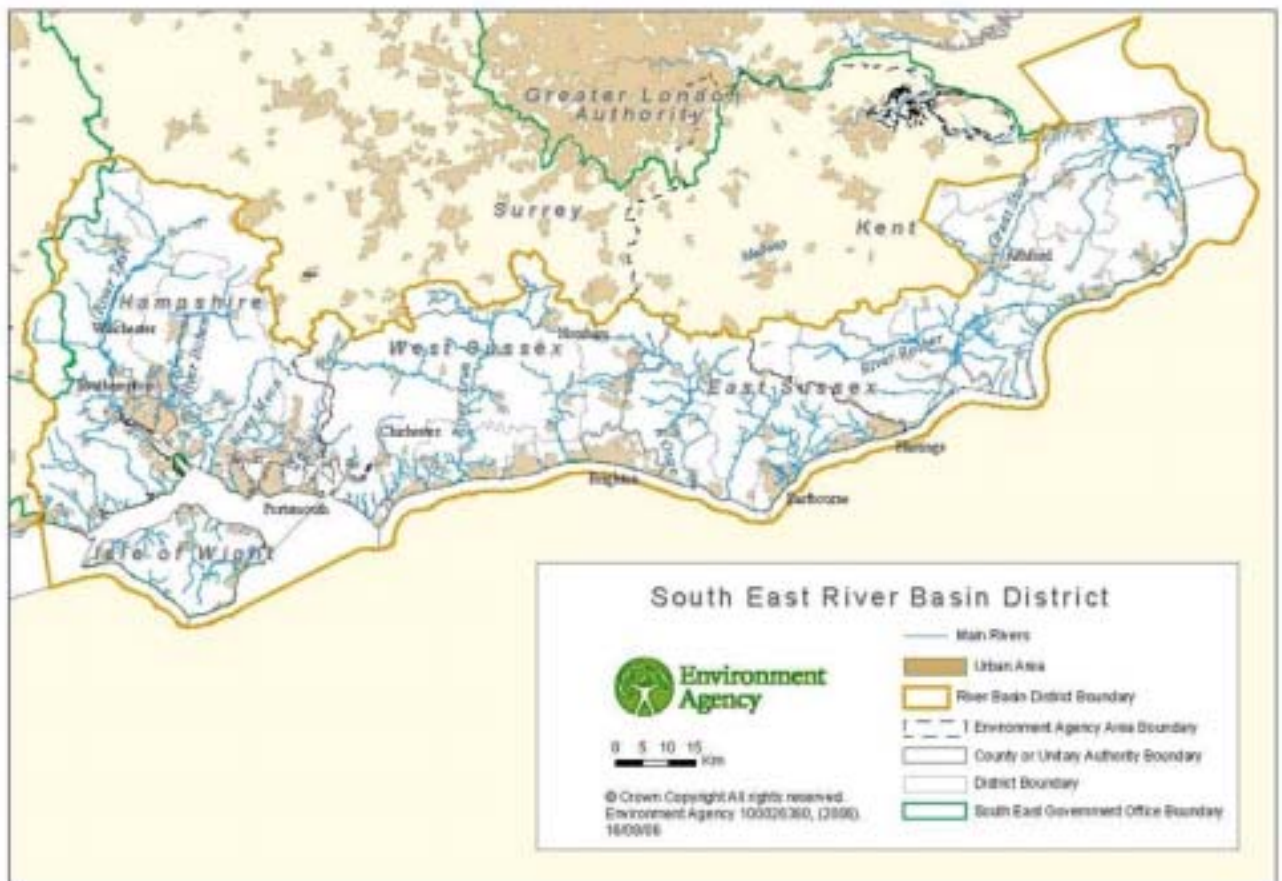 Greater London
Authority
Surrey
Kent
Medway
Great Stour
Ashford
River Test
Hampshire
Winchester
West Sussex
Horsham
River Rother
East Sussex
Southampton
River Meon
River Arun
Chichester
Ouse
Hastings
Brighton
Eastbourne
Portsmouth
Isle of Wight
South East River Basin District
Environment
Agency
0 5 10 15
Km
© Crown Copyright All rights reserved.
Environment Agency 100026380, (2006).
16/09/06
Main Rivers
Urban Area
River Basin District Boundary
Environment Agency Area Boundary
County or Unitary Authority Boundary
District Boundary
South East Government Office Boundary